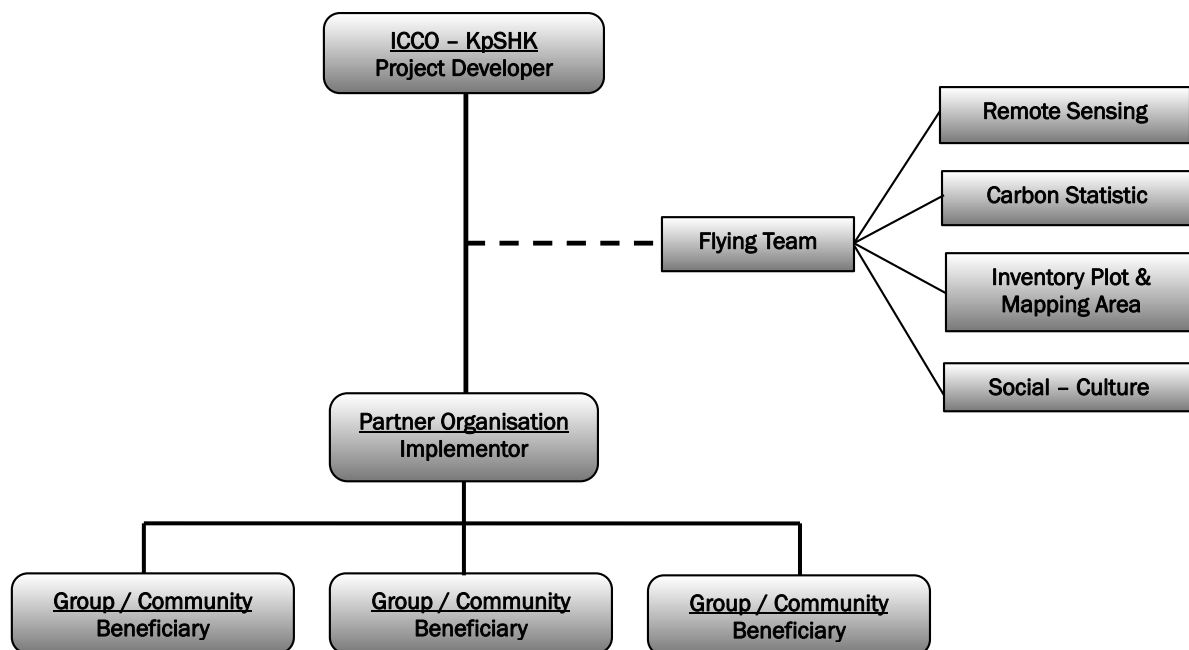 ICCO – KpSHK
Project Developer
Remote Sensing
Carbon Statistic
Flying Team
Inventory Plot &
Mapping Area
Social – Culture
Partner Organisation
Implementor
Group / Community
Beneficiary
Group / Community
Beneficiary
Group / Community
Beneficiary